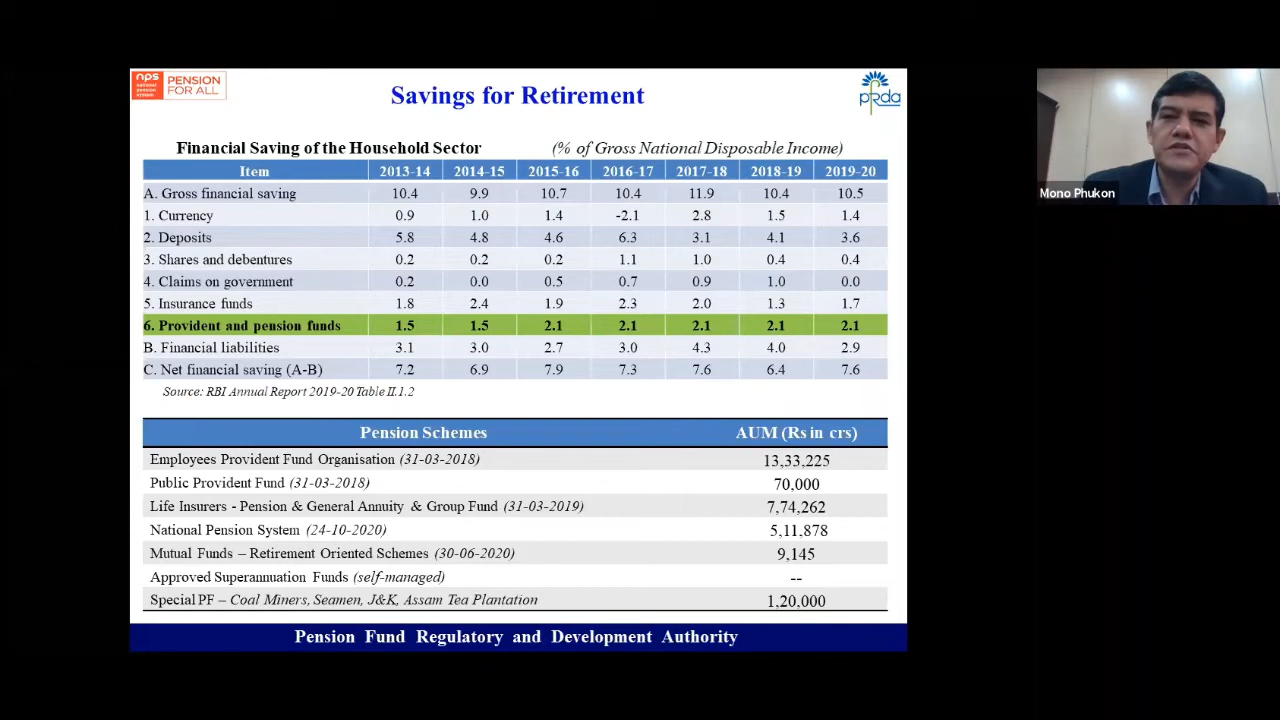 nps
national
pension
system
PENSION
FOR ALL
Savings for Retirement
pfrda
Financial Saving of the Household Sector (% of Gross National Disposable Income)
Item 2013-14 2014-15 2015-16 2016-17 2017-18 2018-19 2019-20
A. Gross financial saving 10.4 9.9 10.7 10.4 11.9 10.4 10.5
1. Currency 0.9 1.0 1.4 -2.1 2.8 1.5 1.4
2. Deposits 5.8 4.8 4.6 6.3 3.1 4.1 3.6
3. Shares and debentures 0.2 0.2 0.2 1.1 1.0 0.4 0.4
4. Claims on government 0.2 0.0 0.5 0.7 0.9 1.0 0.0
5. Insurance funds 1.8 2.4 1.9 2.3 2.0 1.3 1.7
6. Provident and pension funds 1.5 1.5 2.1 2.1 2.1 2.1 2.1
B. Financial liabilities 3.1 3.0 2.7 3.0 4.3 4.0 2.9
C. Net financial saving (A-B) 7.2 6.9 7.9 7.3 7.6 6.4 7.6
Source: RBI Annual Report 2019-20 Table II.1.2
Pension Schemes AUM (Rs in crs)
Employees Provident Fund Organisation (31-03-2018) 13,33,225
Public Provident Fund (31-03-2018) 70,000
Life Insurers - Pension & General Annuity & Group Fund (31-03-2019) 7,74,262
National Pension System (24-10-2020) 5,11,878
Mutual Funds – Retirement Oriented Schemes (30-06-2020) 9,145
Approved Superannuation Funds (self-managed) --
Special PF – Coal Miners, Seamen, J&K, Assam Tea Plantation 1,20,000
Pension Fund Regulatory and Development Authority
Mono Phukon